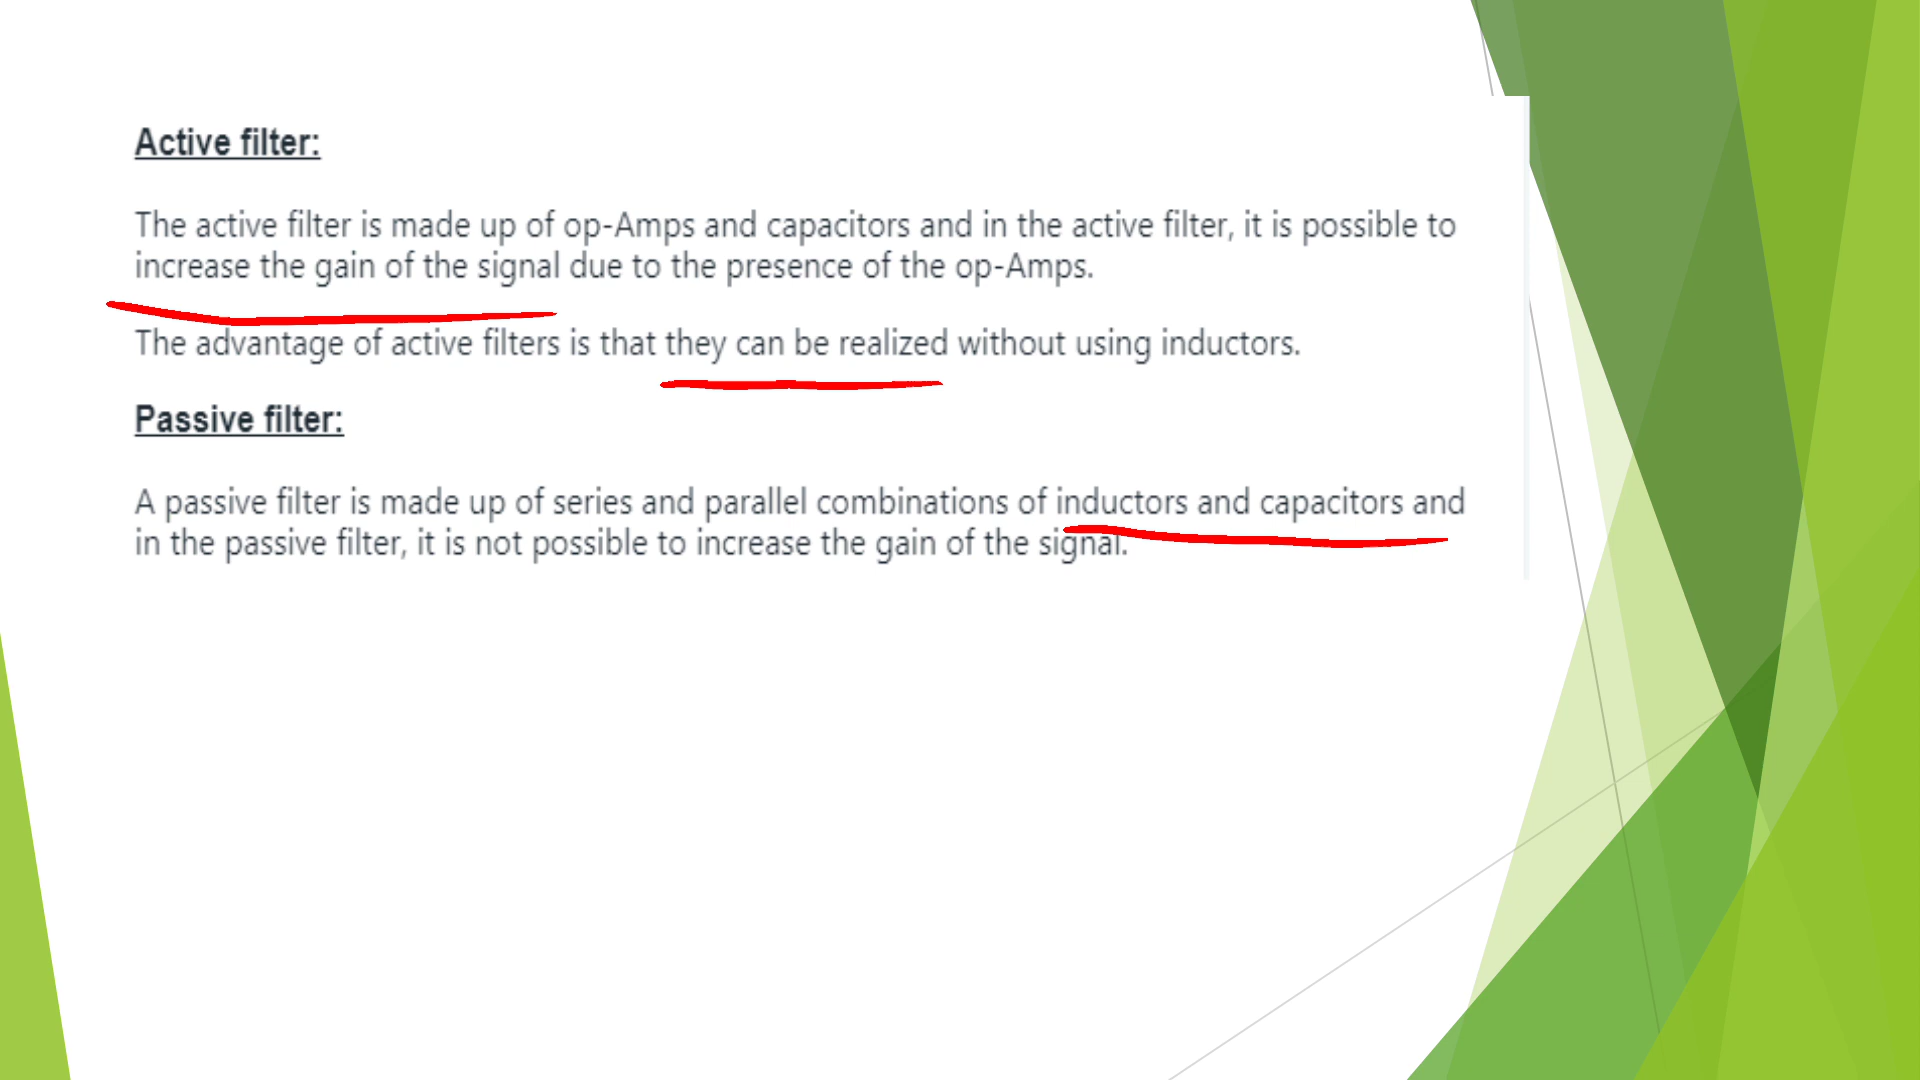 Active filter:
The active filter is made up of op-Amps and capacitors and in the active filter, it is possible to
increase the gain of the signal due to the presence of the op-Amps.
The advantage of active filters is that they can be realized without using inductors.
Passive filter:
A passive filter is made up of series and parallel combinations of inductors and capacitors and
in the passive filter, it is not possible to increase the gain of the signal.